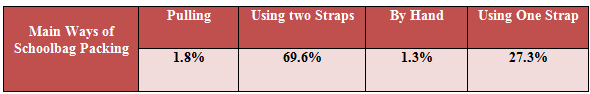 Main Ways of
Schoolbag Packing
Pulling
Using two Straps
By Hand
Using One Strap
1.8%
69.6%
1.3%
27.3%